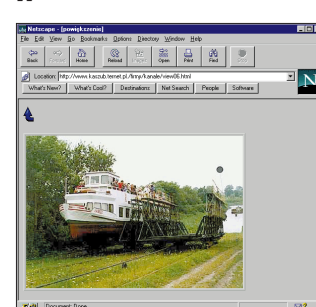 Netscape - [powiększenie]
File Edit View Go Bookmarks Options Directory Window Help
Back Forward Home Reload Images Open Print Find Stop
Location: http://www.kaszub.ternet.pl/firmy/kanale/view06.html
What's New? What's Cool? Destinations Net Search People Software
N
Document: Done